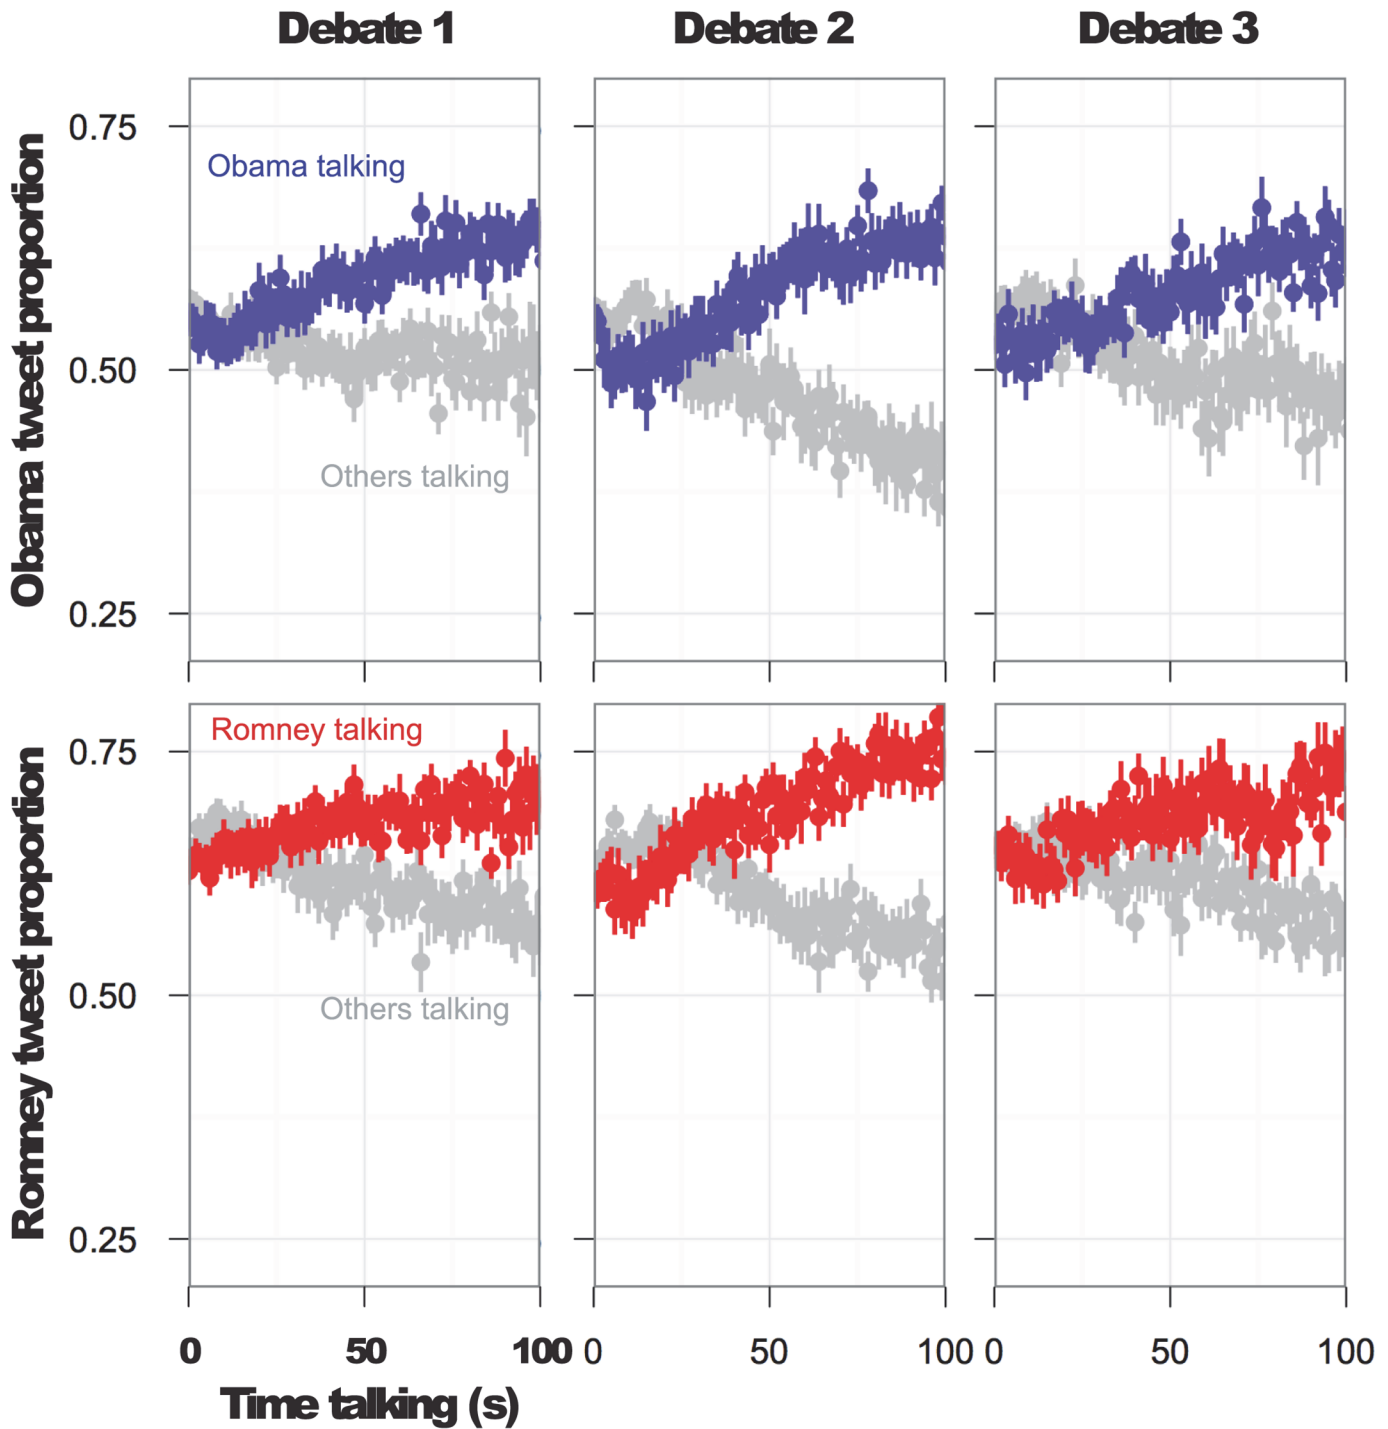 Debate 1 Debate 2 Debate 3
Obama tweet proportion
0.75
0.50
0.25
Obama talking
Others talking
Romney tweet proportion
0.75
0.50
0.25
Romney talking
Others talking
0 50 100 0 50 100 0 50 100
Time talking (s)